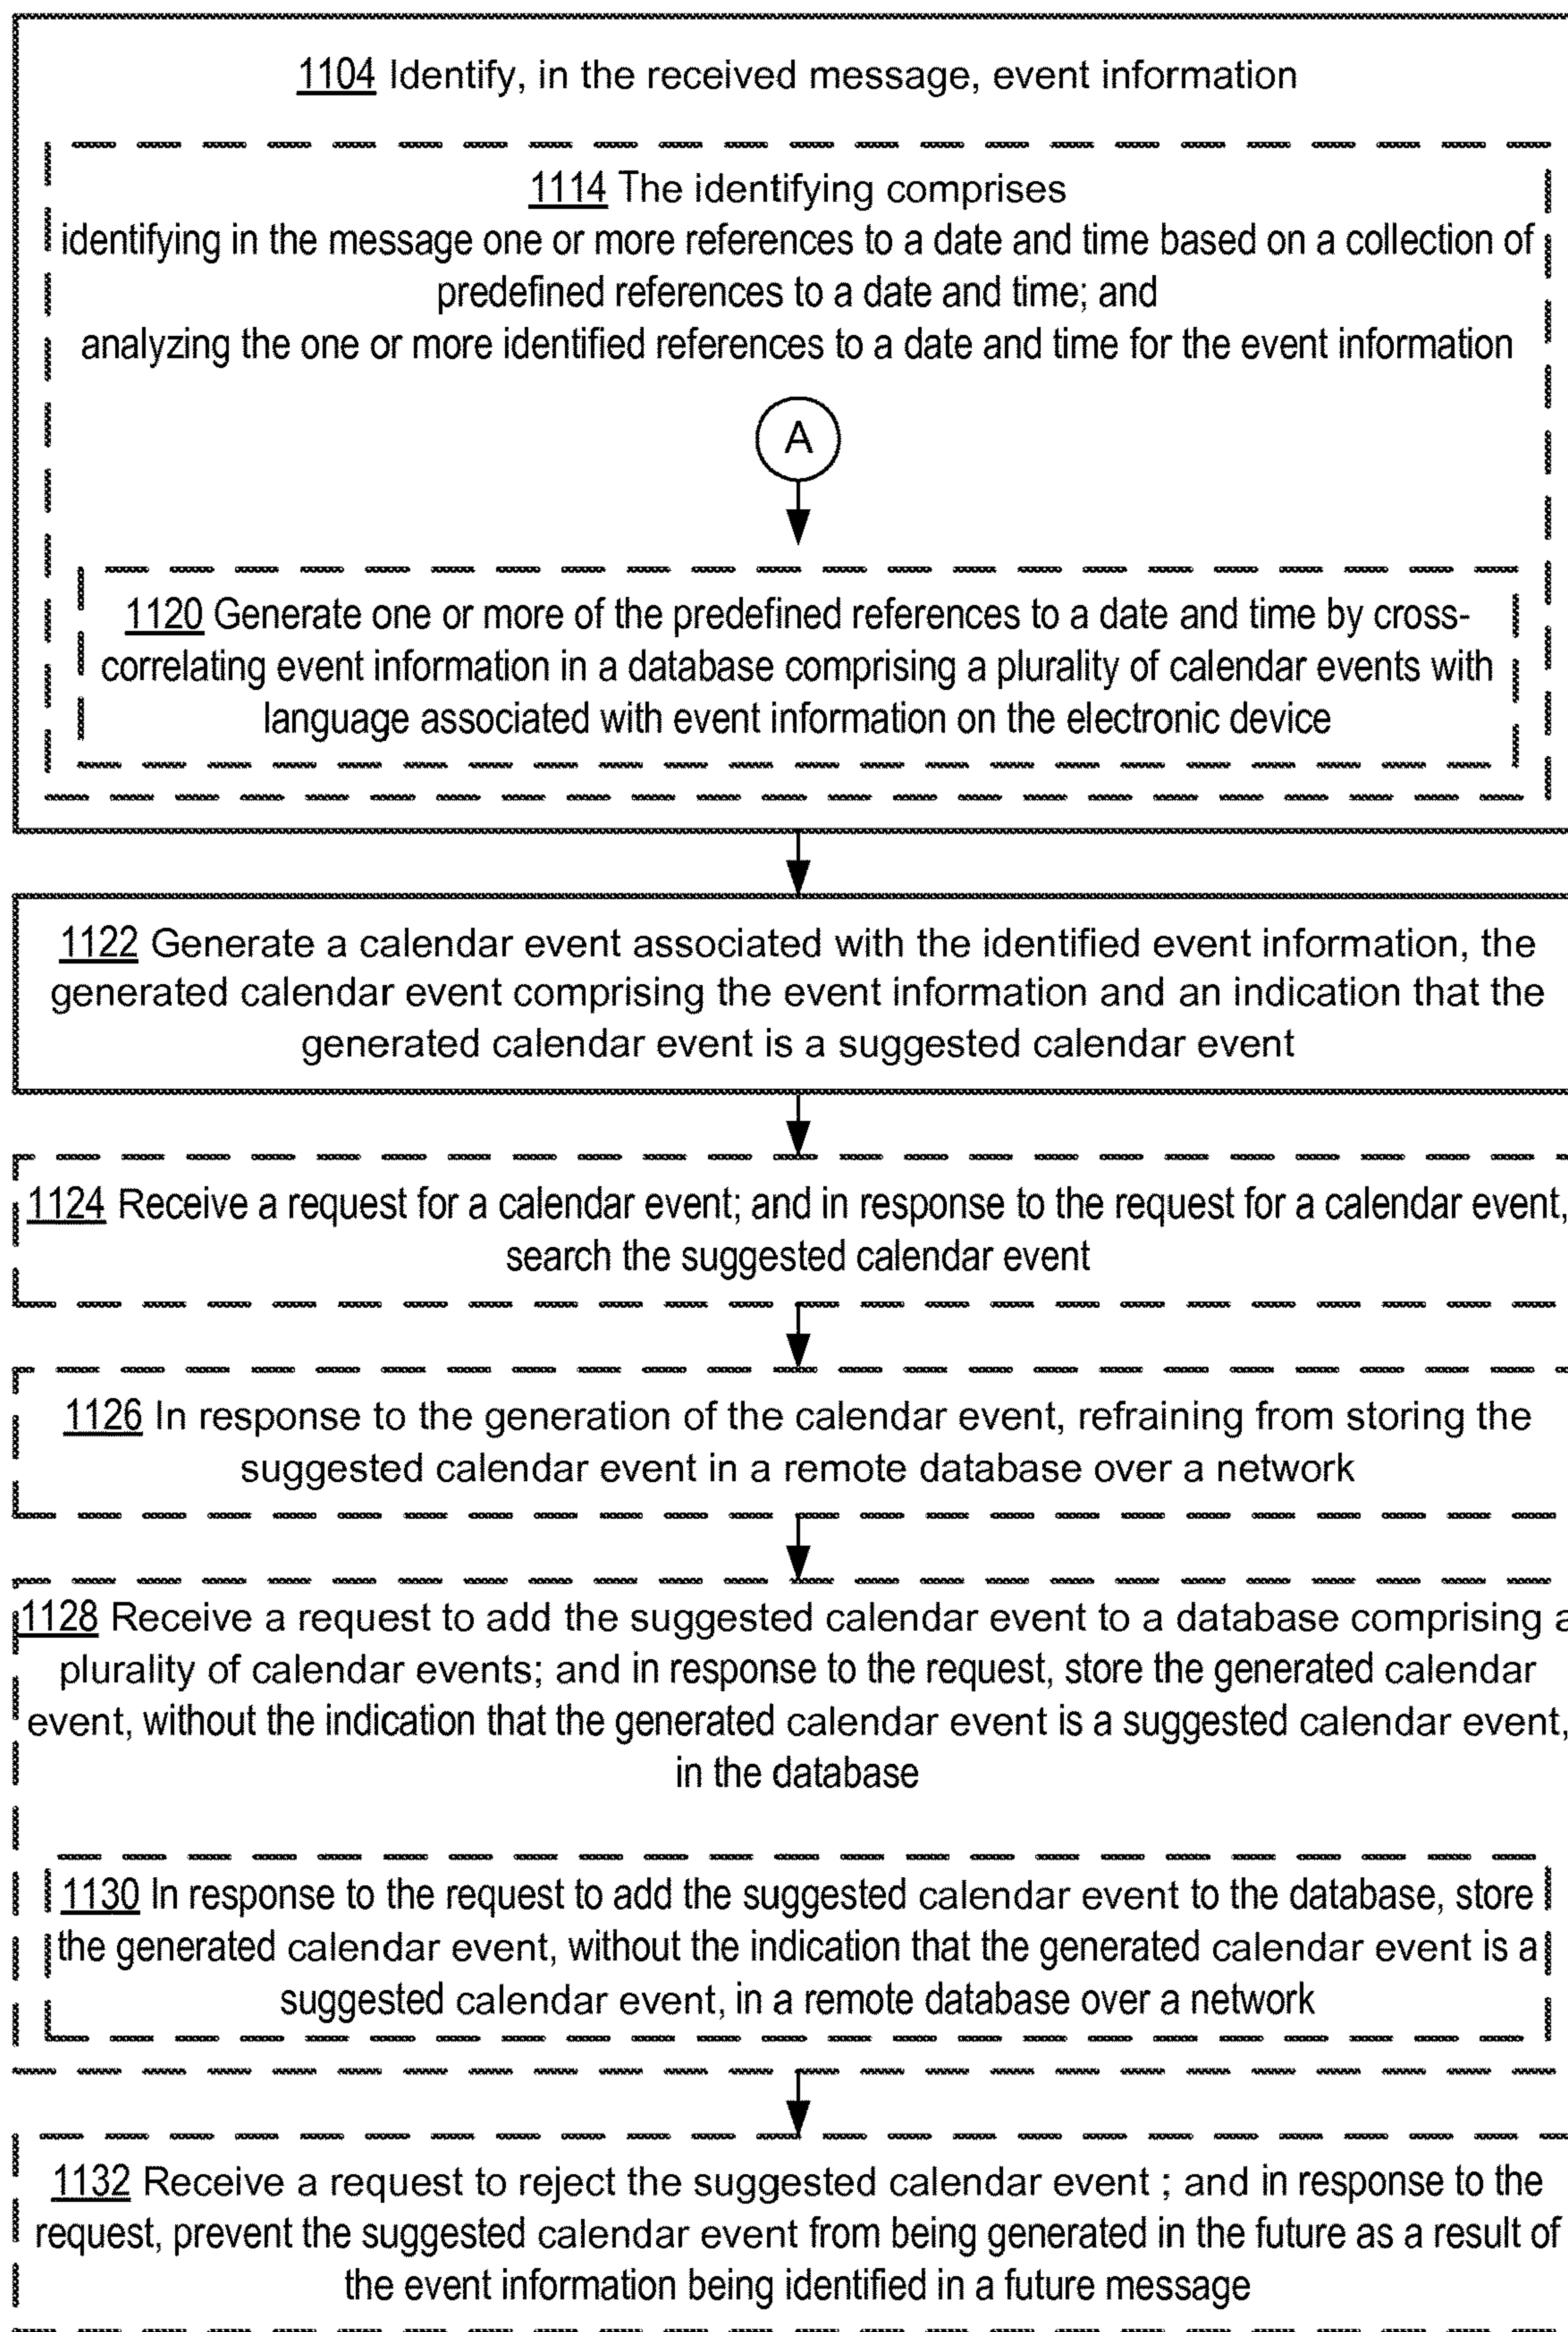 1104 Identify, in the received message, event information
1114 The identifying comprises
identifying in the message one or more references to a date and time based on a collection of
predefined references to a date and time; and
analyzing the one or more identified references to a date and time for the event information
A
1120 Generate one or more of the predefined references to a date and time by cross-
correlating event information in a database comprising a plurality of calendar events with
language associated with event information on the electronic device
1122 Generate a calendar event associated with the identified event information, the
generated calendar event comprising the event information and an indication that the
generated calendar event is a suggested calendar event
1124 Receive a request for a calendar event; and in response to the request for a calendar event,
search the suggested calendar event
1126 In response to the generation of the calendar event, refraining from storing the
suggested calendar event in a remote database over a network
1128 Receive a request to add the suggested calendar event to a database comprising a
plurality of calendar events; and in response to the request, store the generated calendar
event, without the indication that the generated calendar event is a suggested calendar event,
in the database
1130 In response to the request to add the suggested calendar event to the database, store
the generated calendar event, without the indication that the generated calendar event is a
suggested calendar event, in a remote database over a network
1132 Receive a request to reject the suggested calendar event ; and in response to the
request, prevent the suggested calendar event from being generated in the future as a result of
the event information being identified in a future message